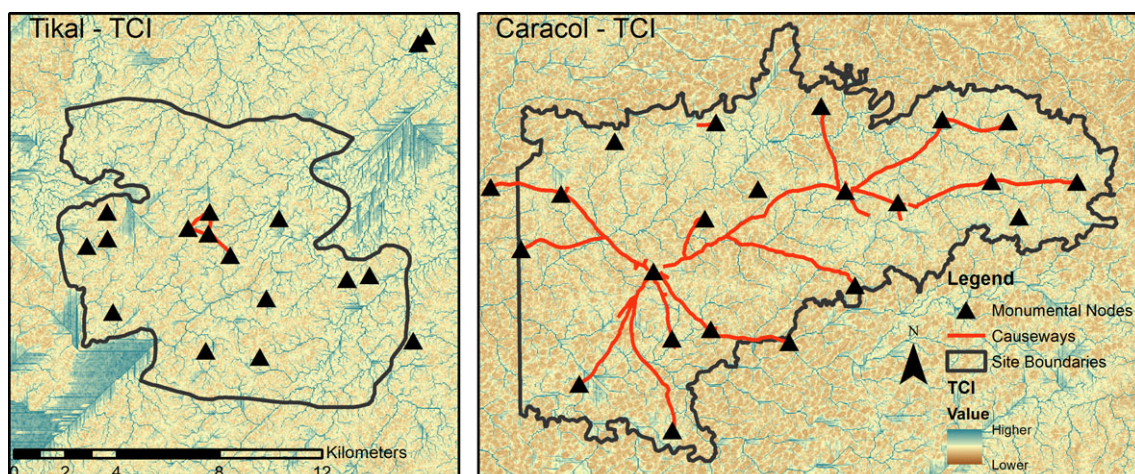 Tikal - TCI
Kilometers
0 2 4 8 12
Caracol - TCI
Legend
Monumental Nodes
Causeways
N
Site Boundaries
TCI
Value
Higher
Lower